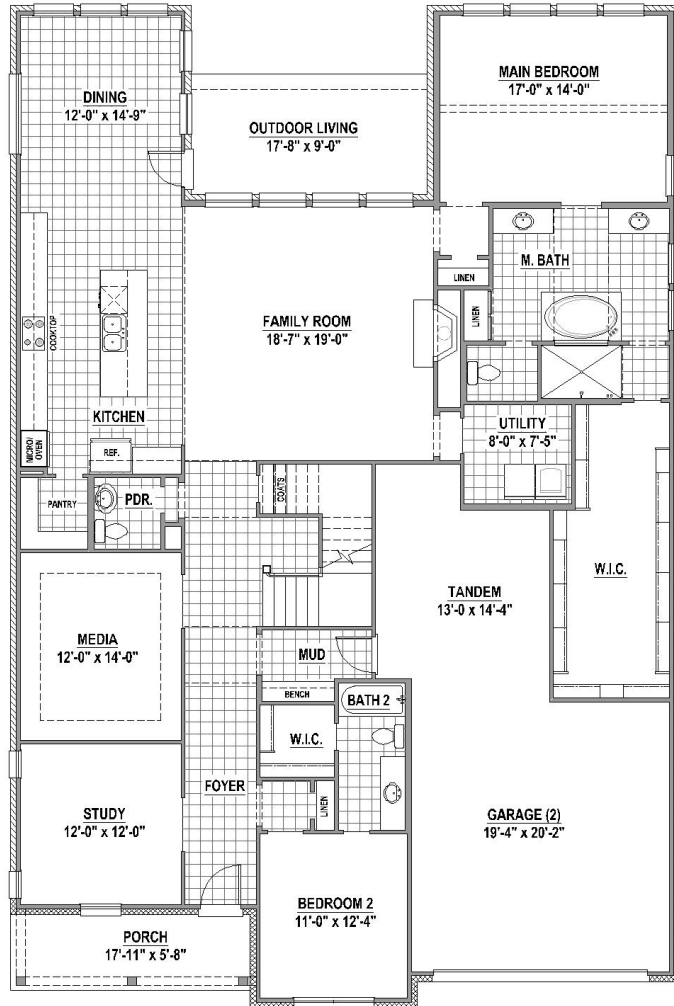 MAIN BEDROOM
17'-0" x 14'-0"
DINING
12'-0" x 14'-9"
OUTDOOR LIVING
17'-8" x 9'-0"
M. BATH
LINEN
LINEN
FAMILY ROOM
18'-7" x 19'-0"
COOKTOP
KITCHEN
MICRO/
OVEN
REF.
UTILITY
8'-0" x 7'-5"
PANTRY
PDR.
COATS
W.I.C.
TANDEM
13'-0 x 14'-4"
MEDIA
12'-0" x 14'-0"
MUD
BENCH
BATH 2
W.I.C.
FOYER
LINEN
STUDY
12'-0" x 12'-0"
GARAGE (2)
19'-4" x 20'-2"
BEDROOM 2
11'-0" x 12'-4"
PORCH
17'-11" x 5'-8"